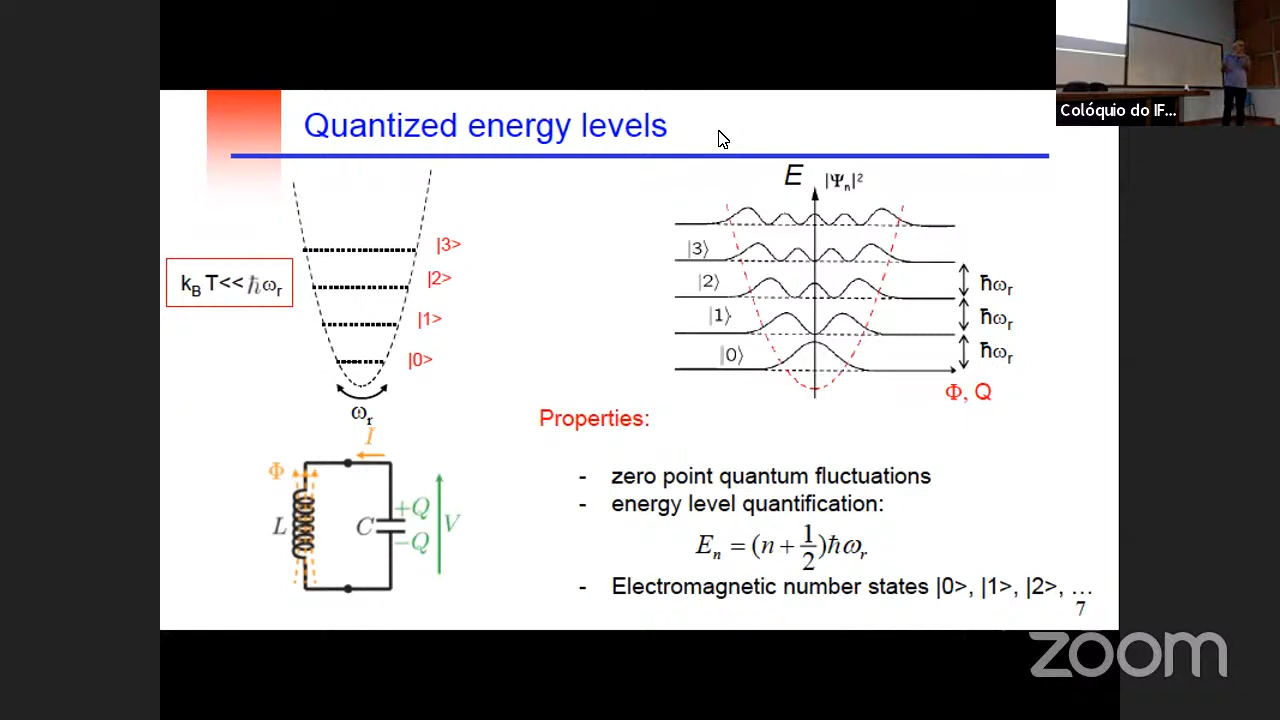 Colóquio do IF...
Quantized energy levels
|3>
|2>
|1>
|0>
k_B T<<ħω_r
ω_r
E
|Ψ_n|²
|3⟩
|2⟩
|1⟩
|0⟩
ħω_r
ħω_r
ħω_r
Φ, Q
I
Φ
L
C
+Q
−Q
V
Properties:
- zero point quantum fluctuations
- energy level quantification:
E_n = (n + 1/2)ħω_r
- Electromagnetic number states |0>, |1>, |2>, …
7
zoom